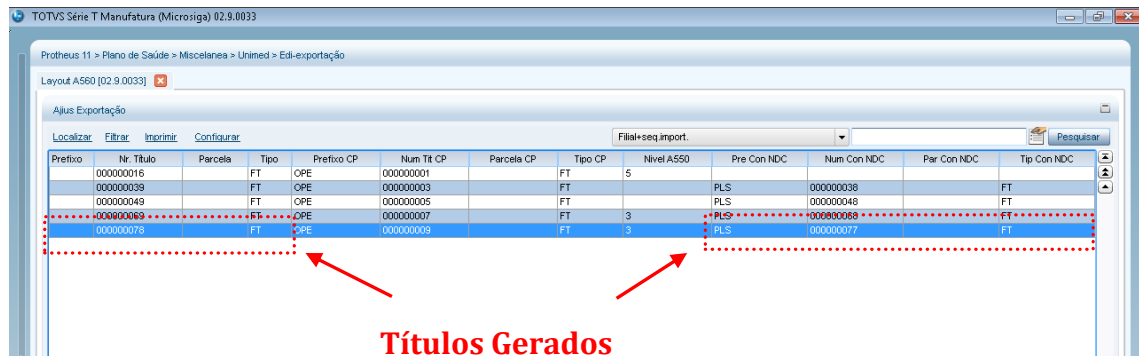 TOTVS Série T Manufatura (Microsiga) 02.9.0033
Protheus 11 > Plano de Saúde > Miscelanea > Unimed > Edi-exportação
Layout A560 [02.9.0033]
Ajius Exportação
Localizar Filtrar Imprimir Configurar Filial+seq.import. Pesquisar
Prefixo Nr. Título Parcela Tipo Prefixo CP Num Tit CP Parcela CP Tipo CP Nivel A550 Pre Con NDC Num Con NDC Par Con NDC Tip Con NDC
000000016 FT OPE 000000001 FT 5
000000039 FT OPE 000000003 FT PLS 000000038 FT
000000049 FT OPE 000000005 FT PLS 000000048 FT
000000069 FT OPE 000000007 FT 3 PLS 000000068 FT
000000078 FT OPE 000000009 FT 3 PLS 000000077 FT
Títulos Gerados